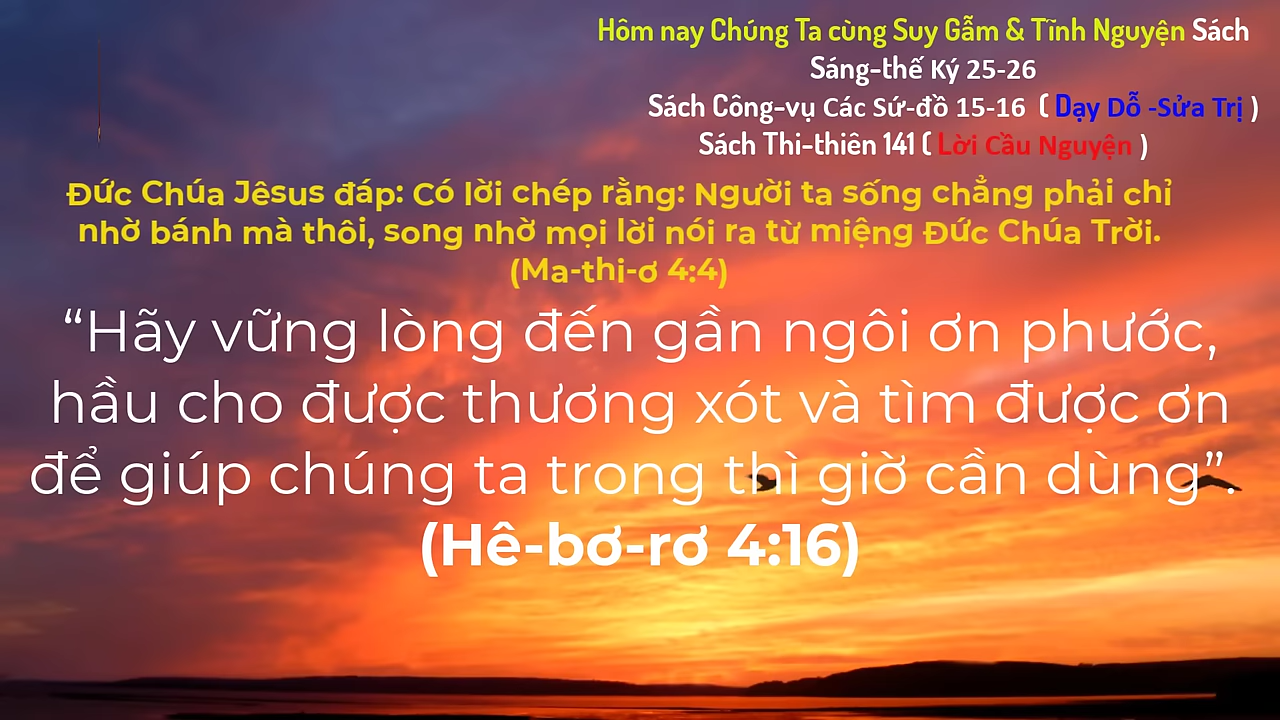 Hôm nay Chúng Ta cùng Suy Gẫm & Tĩnh Nguyện Sách
Sáng-thế Ký 25-26
Sách Công-vụ Các Sứ-đồ 15-16 ( Dạy Dỗ -Sửa Trị )
Sách Thi-thiên 141 ( Lời Cầu Nguyện )
Đức Chúa Jêsus đáp: Có lời chép rằng: Người ta sống chẳng phải chỉ
nhờ bánh mà thôi, song nhờ mọi lời nói ra từ miệng Đức Chúa Trời.
(Ma-thi-ơ 4:4)
“Hãy vững lòng đến gần ngôi ơn phước,
hầu cho được thương xót và tìm được ơn
để giúp chúng ta trong thì giờ cần dùng”.
(Hê-bơ-rơ 4:16)